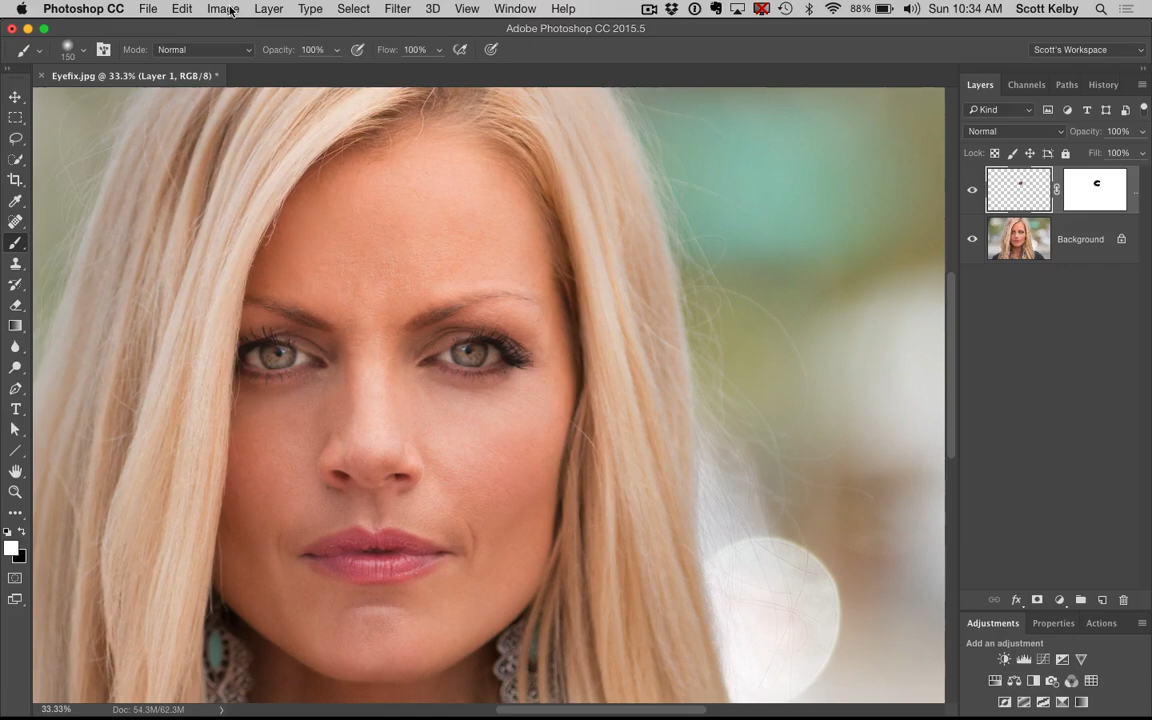 Photoshop CC File Edit Image Layer Type Select Filter 3D View Window Help 88% Sun 10:34 AM Scott Kelby
Adobe Photoshop CC 2015.5
150 Mode: Normal Opacity: 100% Flow: 100% Scott's Workspace
Eyefix.jpg @ 33.3% (Layer 1, RGB/8) * Layers Channels Paths History
Kind
Normal Opacity: 100%
Lock: Fill: 100%
Background
Adjustments Properties Actions
Add an adjustment
33.33% Doc: 54.3M/62.3M